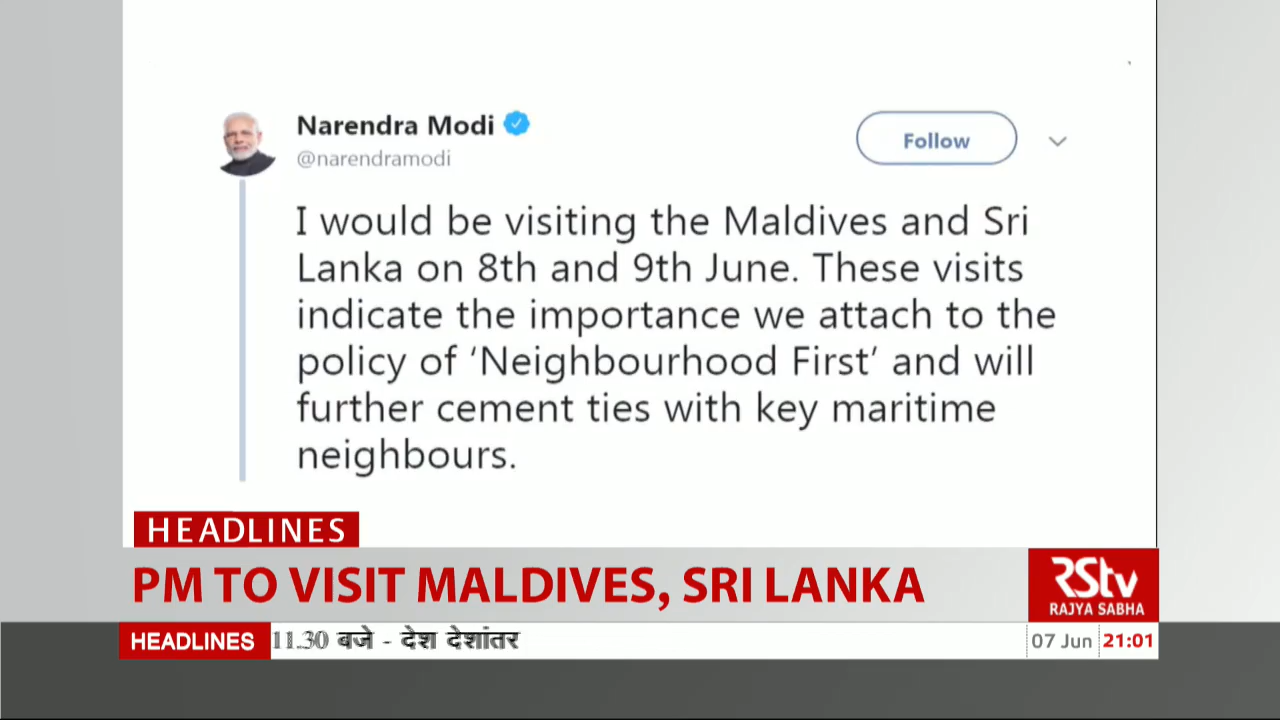 Narendra Modi
@narendramodi
Follow
I would be visiting the Maldives and Sri
Lanka on 8th and 9th June. These visits
indicate the importance we attach to the
policy of ‘Neighbourhood First’ and will
further cement ties with key maritime
neighbours.
HEADLINES
PM TO VISIT MALDIVES, SRI LANKA
RStv
RAJYA SABHA
HEADLINES 11.30 बजे - देश देशांतर 07 Jun 21:01